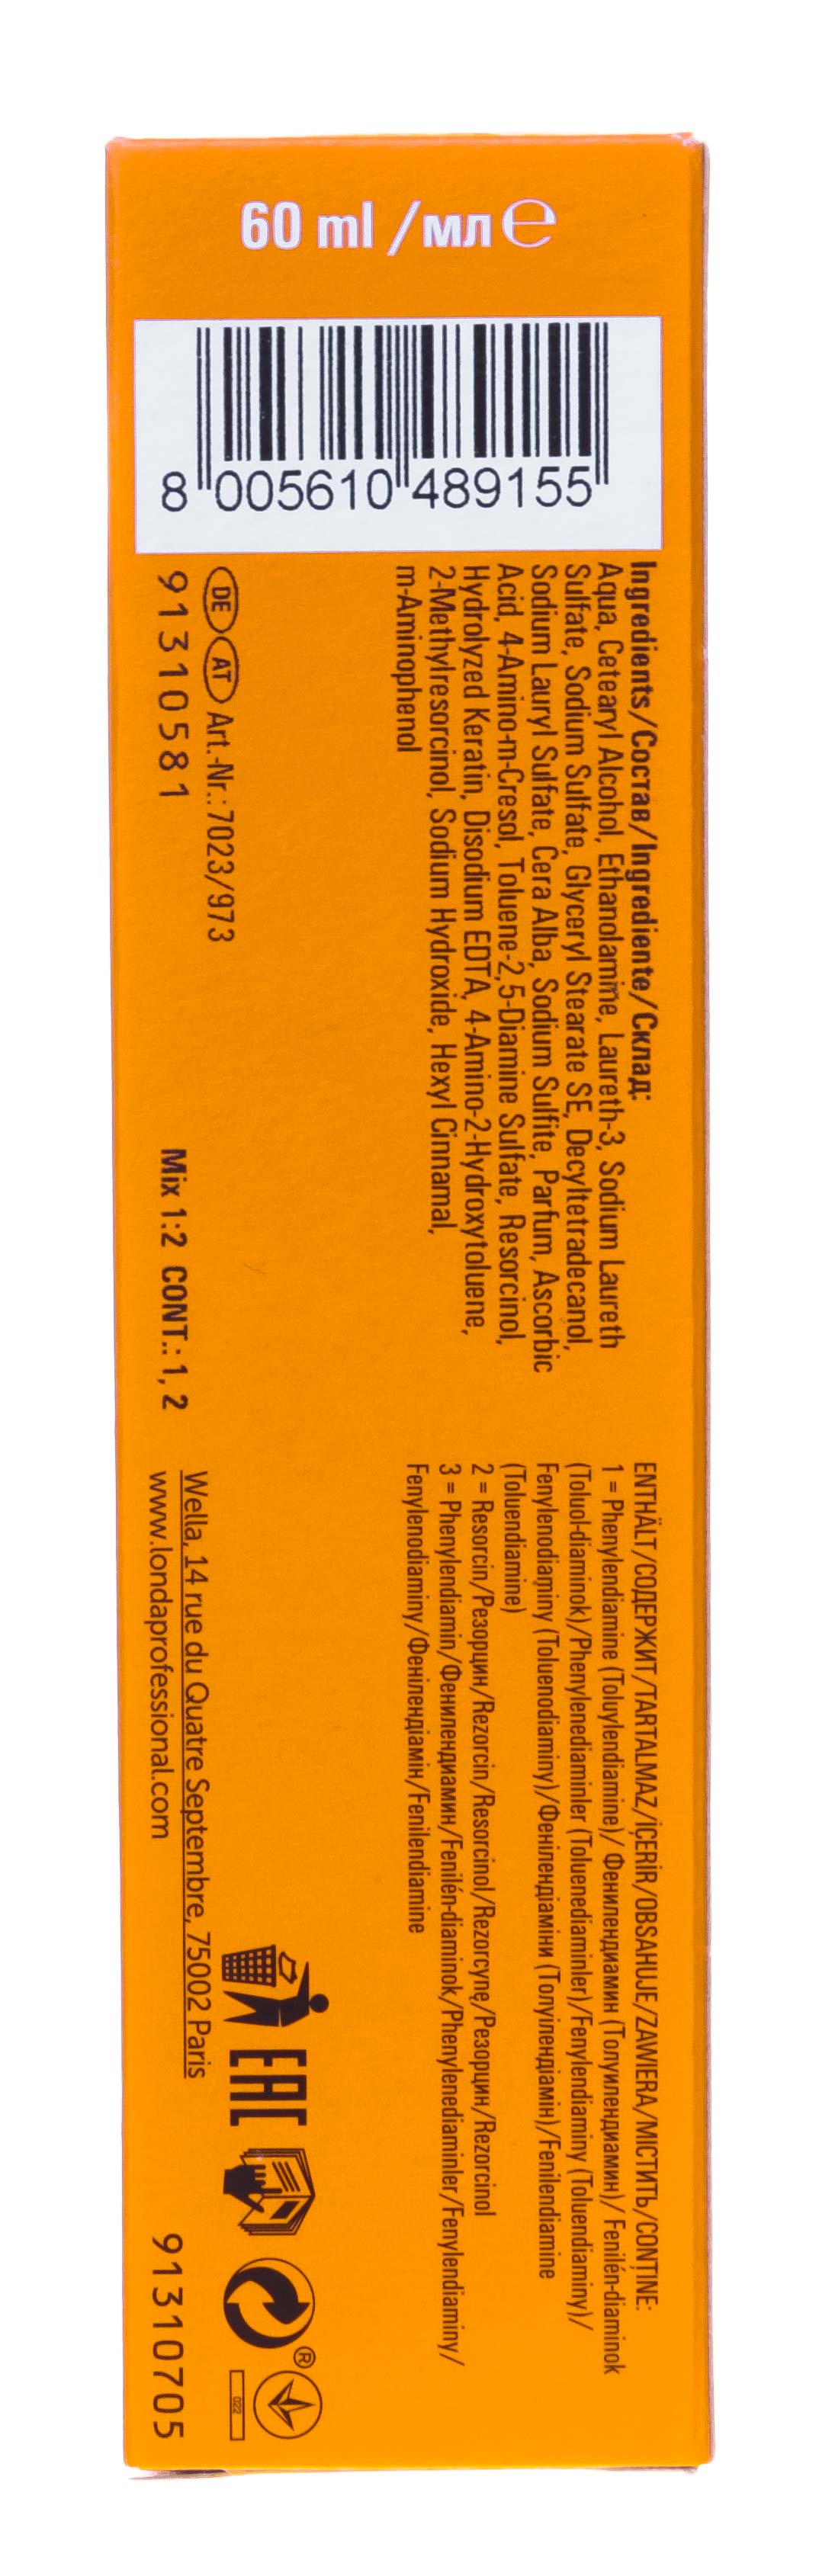 60 ml /мл e
8 005610 489155
Ingredients/Состав/Ingrediente/Склад:
Aqua, Cetearyl Alcohol, Ethanolamine, Laureth-3, Sodium Laureth
Sulfate, Sodium Sulfate, Glyceryl Stearate SE, Decyltetradecanol,
Sodium Lauryl Sulfate, Cera Alba, Sodium Sulfite, Parfum, Ascorbic
Acid, 4-Amino-m-Cresol, Toluene-2,5-Diamine Sulfate, Resorcinol,
Hydrolyzed Keratin, Disodium EDTA, 4-Amino-2-Hydroxytoluene,
2-Methylresorcinol, Sodium Hydroxide, Hexyl Cinnamal,
m-Aminophenol
DE AT Art.-Nr.: 7023/973
91310581
Mix 1:2 CONT.: 1, 2
ENTHÄLT/СОДЕРЖИТ/TARTALMAZ/İÇERİR/OBSAHUJE/ZAWIERA/МІСТИТЬ/CONȚINE:
1 = Phenylendiamine (Toluylendiamine)/ Фенилендиамин (Толуилендиамин)/ Fenilén-diaminok
(Toluol-diaminok)/Phenylenediaminler (Toluenediaminler)/Fenylendiaminy (Toluendiaminy)/
Fenylenodiaminy (Toluenodiaminy)/Феніlendіаміни (Толуілендіамін)/Fenilendiamine
(Toluendiamine)
2 = Resorcin/Резорцин/Rezorcin/Resorcinol/Rezorcyne/Резорцин/Rezorcinol
3 = Phenylendiamin/Фенилендиамин/Fenilén-diaminok/Phenylenediaminler/Fenylendiaminy/
Fenylenodiaminy/Фенілендіамін/Fenilendiamine
Wella, 14 rue du Quatre Septembre, 75002 Paris
www.londaprofessional.com
EAC
®
022
91310705